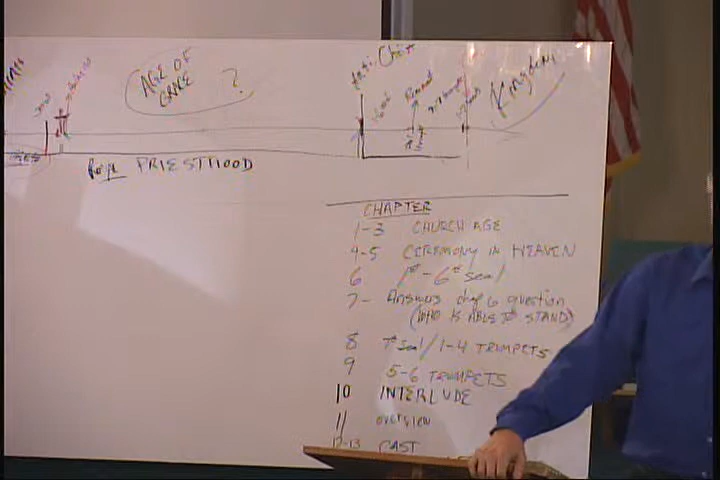 AGE OF
GRACE ?
Anti-Christ
Kingdom
PRIESTHOOD
CHAPTER
1-3 CHURCH AGE
4-5 CEREMONY IN HEAVEN
6 1st-6th seal
7- Answers chap 6 question
(WHO IS ABLE TO STAND)
8 7th seal/1-4 TRUMPETS
9 5-6 TRUMPETS
10 INTERLUDE
11 overview
12-13 CAST